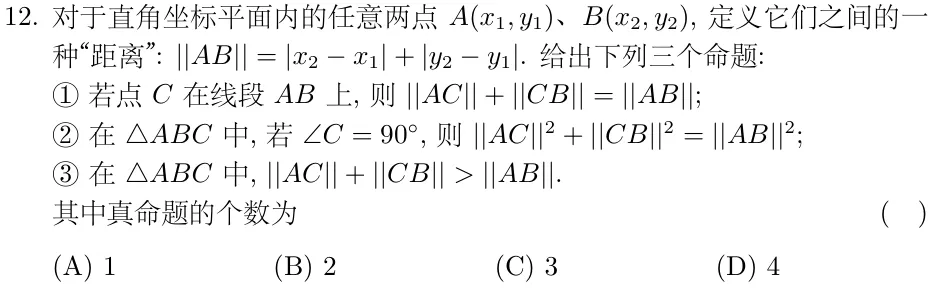 12. 对于直角坐标平面内的任意两点 A(x₁, y₁)、B(x₂, y₂), 定义它们之间的一
种“距离”: ||AB|| = |x₂ − x₁| + |y₂ − y₁|. 给出下列三个命题:
① 若点 C 在线段 AB 上, 则 ||AC|| + ||CB|| = ||AB||;
② 在 △ABC 中, 若 ∠C = 90°, 则 ||AC||² + ||CB||² = ||AB||²;
③ 在 △ABC 中, ||AC|| + ||CB|| > ||AB||.
其中真命题的个数为 ( )
(A) 1 (B) 2 (C) 3 (D) 4